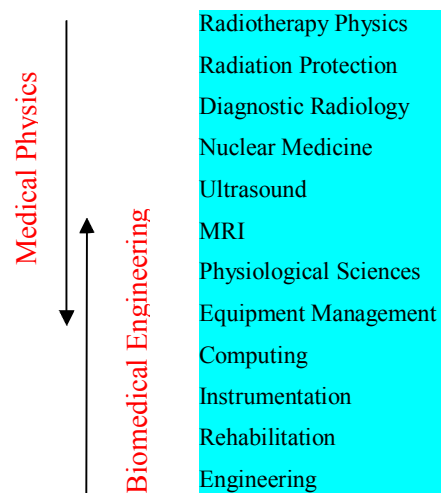 Medical Physics
Biomedical Engineering
Radiotherapy Physics
Radiation Protection
Diagnostic Radiology
Nuclear Medicine
Ultrasound
MRI
Physiological Sciences
Equipment Management
Computing
Instrumentation
Rehabilitation
Engineering